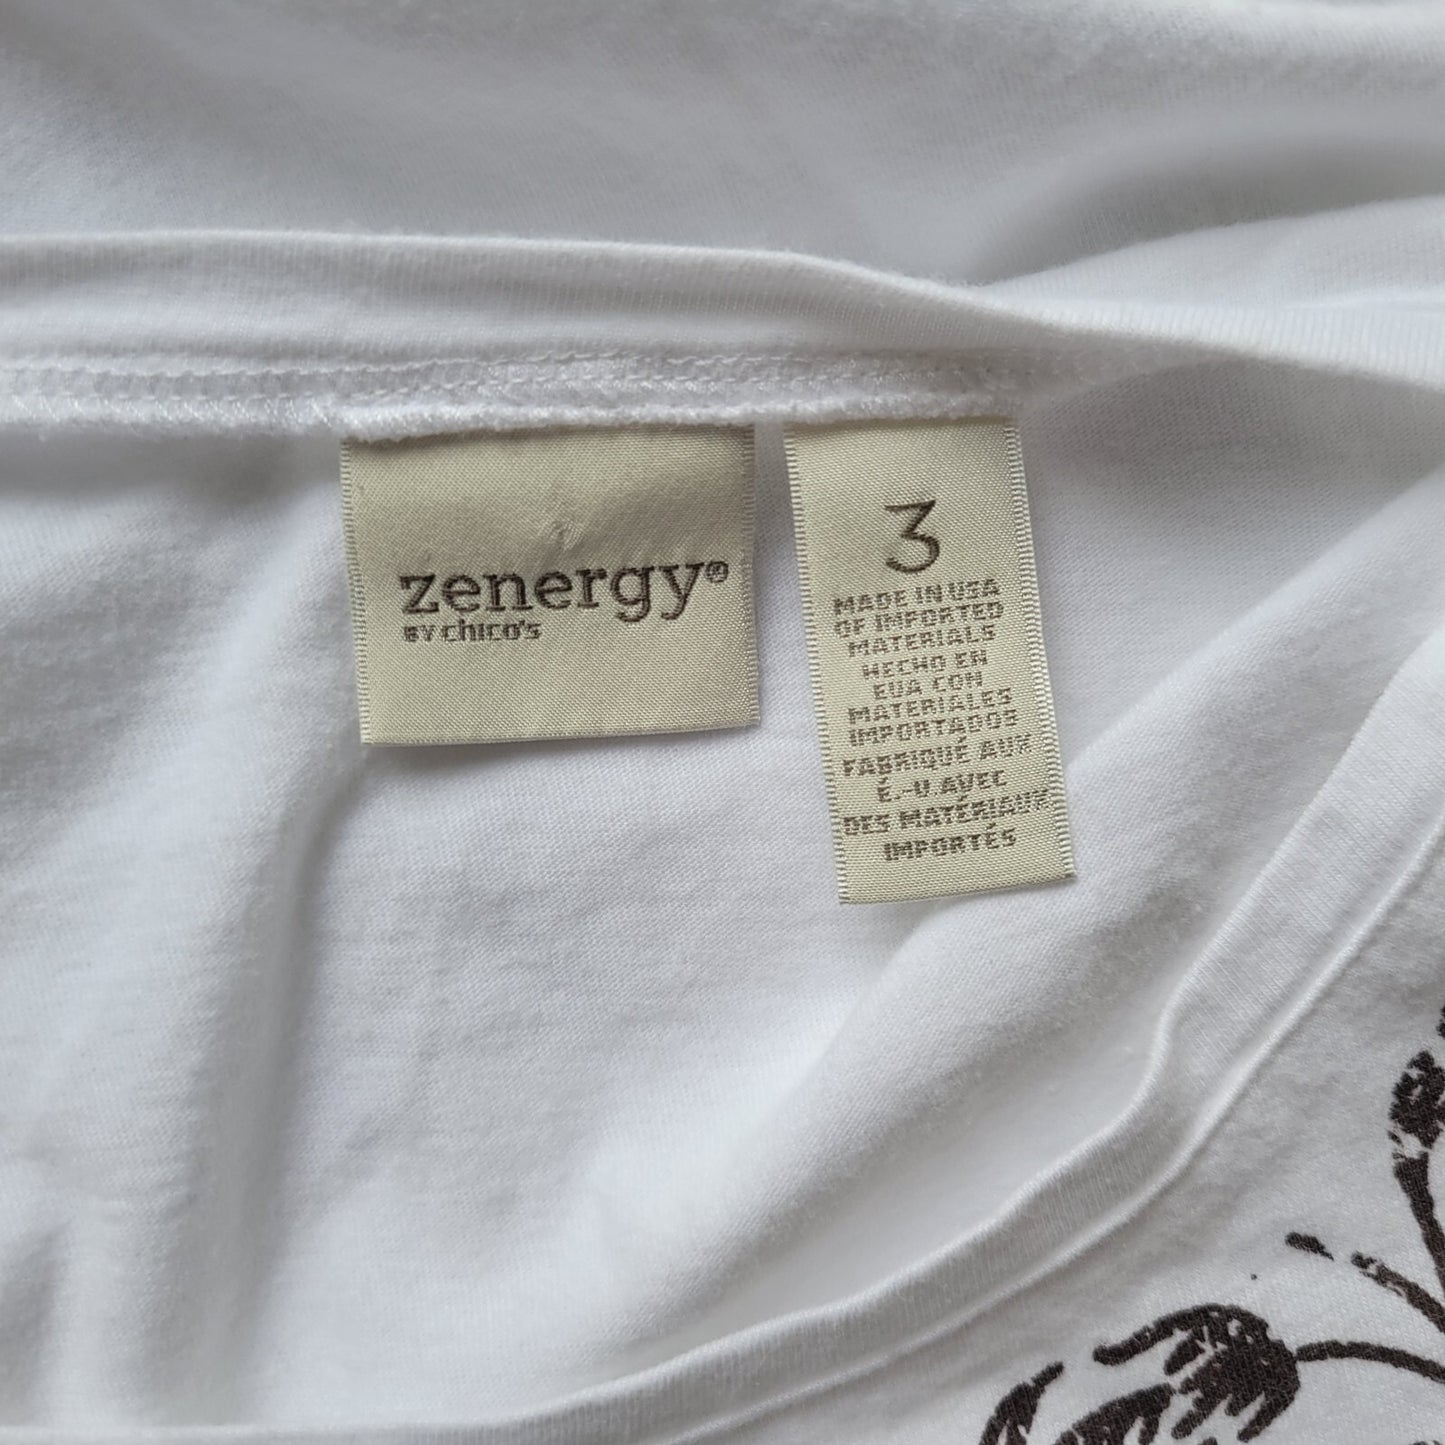 zenergy®
BY chico's
3
MADE IN USA
OF IMPORTED
MATERIALS
HECHO EN
EUA CON
MATERIALES
IMPORTADOS
FABRIQUÉ AUX
É.-U AVEC
DES MATÉRIAUX
IMPORTÉS